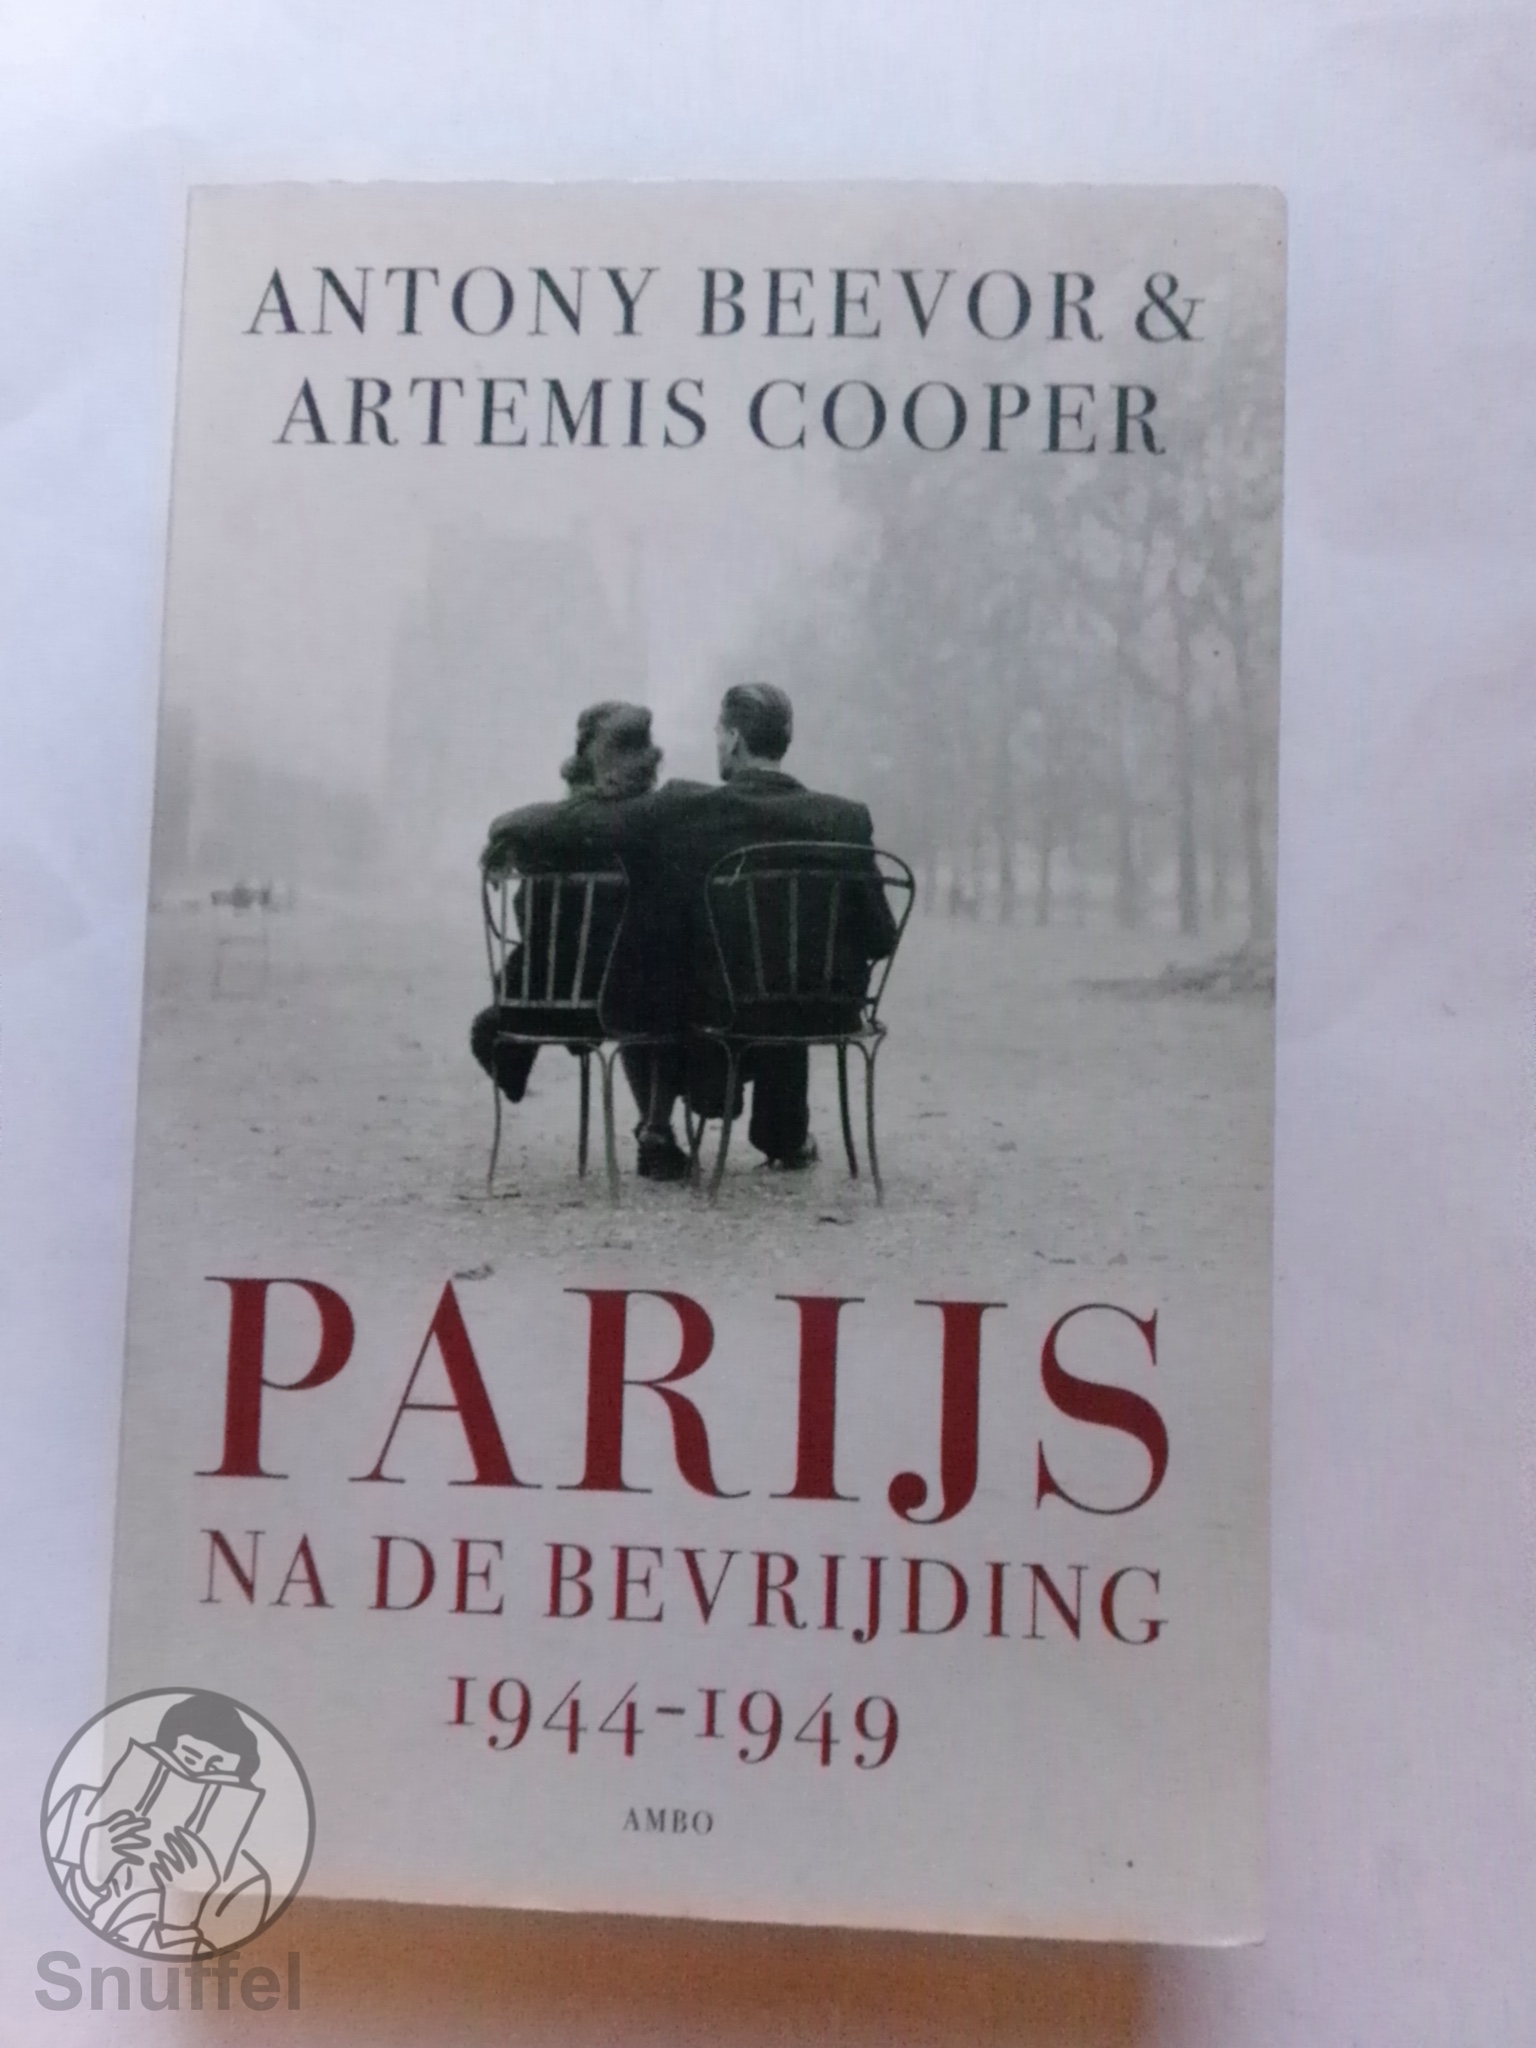 ANTONY BEEVOR &
ARTEMIS COOPER
PARIJS
NA DE BEVRIJDING
1944-1949
AMBO
Snuffel